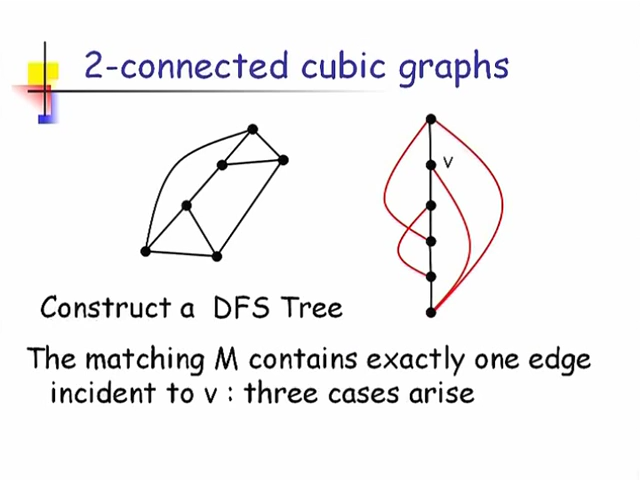 2-connected cubic graphs
v
Construct a DFS Tree
The matching M contains exactly one edge
incident to v : three cases arise